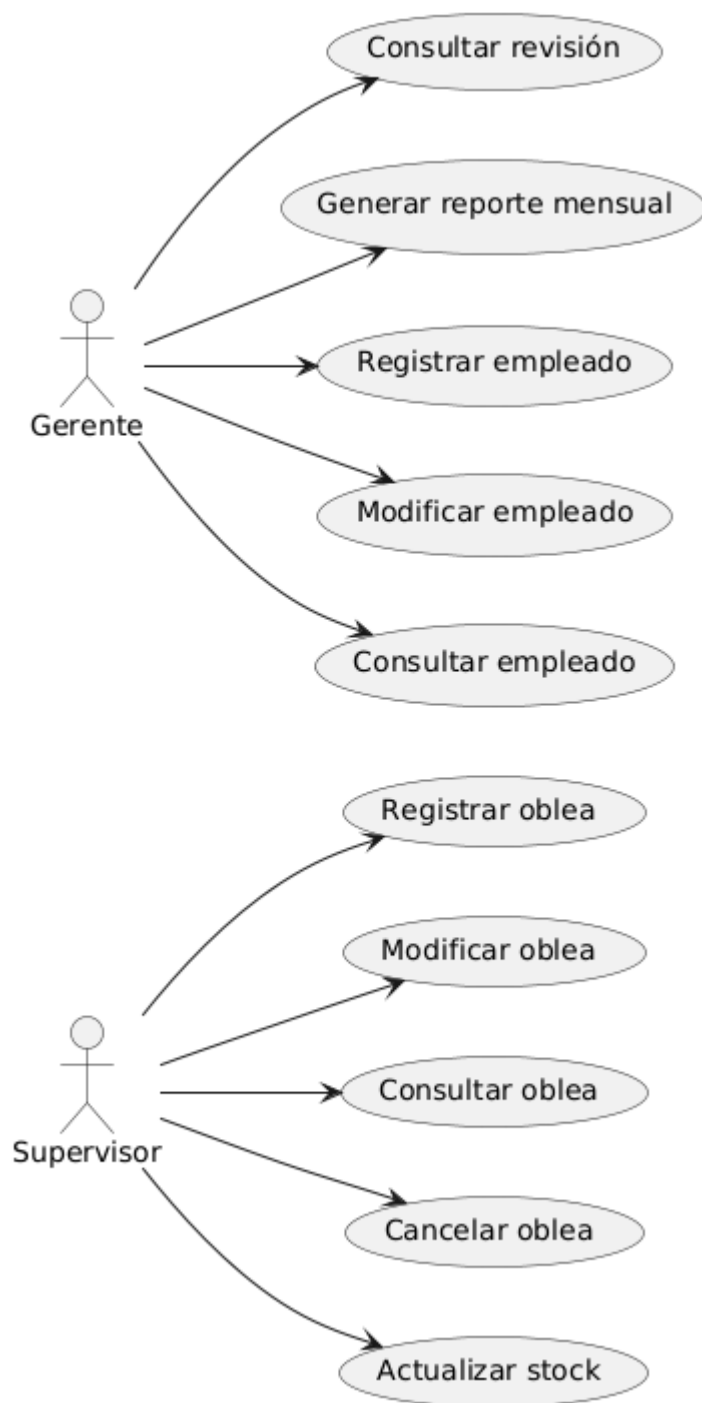 Consultar revisión
Generar reporte mensual
Registrar empleado
Gerente
Modificar empleado
Consultar empleado
Registrar oblea
Modificar oblea
Consultar oblea
Supervisor
Cancelar oblea
Actualizar stock